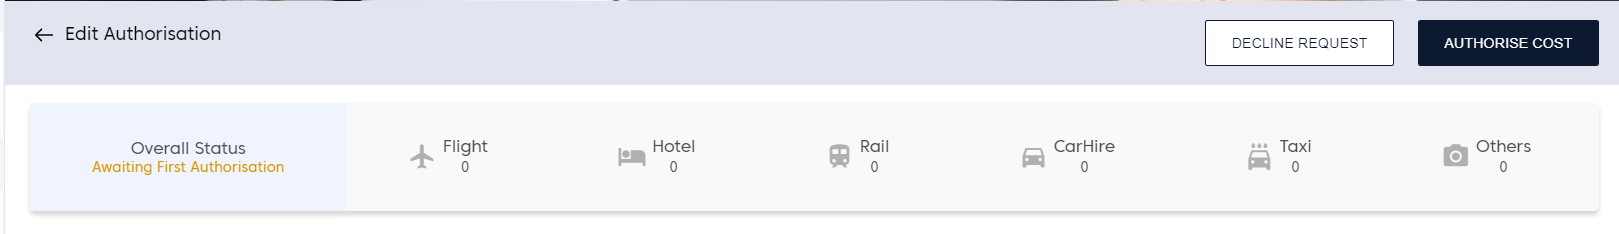 Edit Authorisation
DECLINE REQUEST
AUTHORISE COST
Overall Status
Awaiting First Authorisation
Flight
0
Hotel
0
Rail
0
CarHire
0
Taxi
0
Others
0